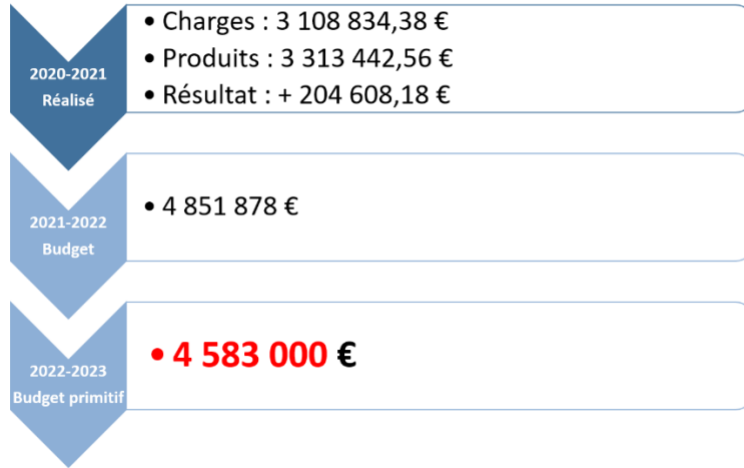 2020-2021
Réalisé
• Charges : 3 108 834,38 €
• Produits : 3 313 442,56 €
• Résultat : + 204 608,18 €
2021-2022
Budget
• 4 851 878 €
2022-2023
Budget primitif
• 4 583 000 €